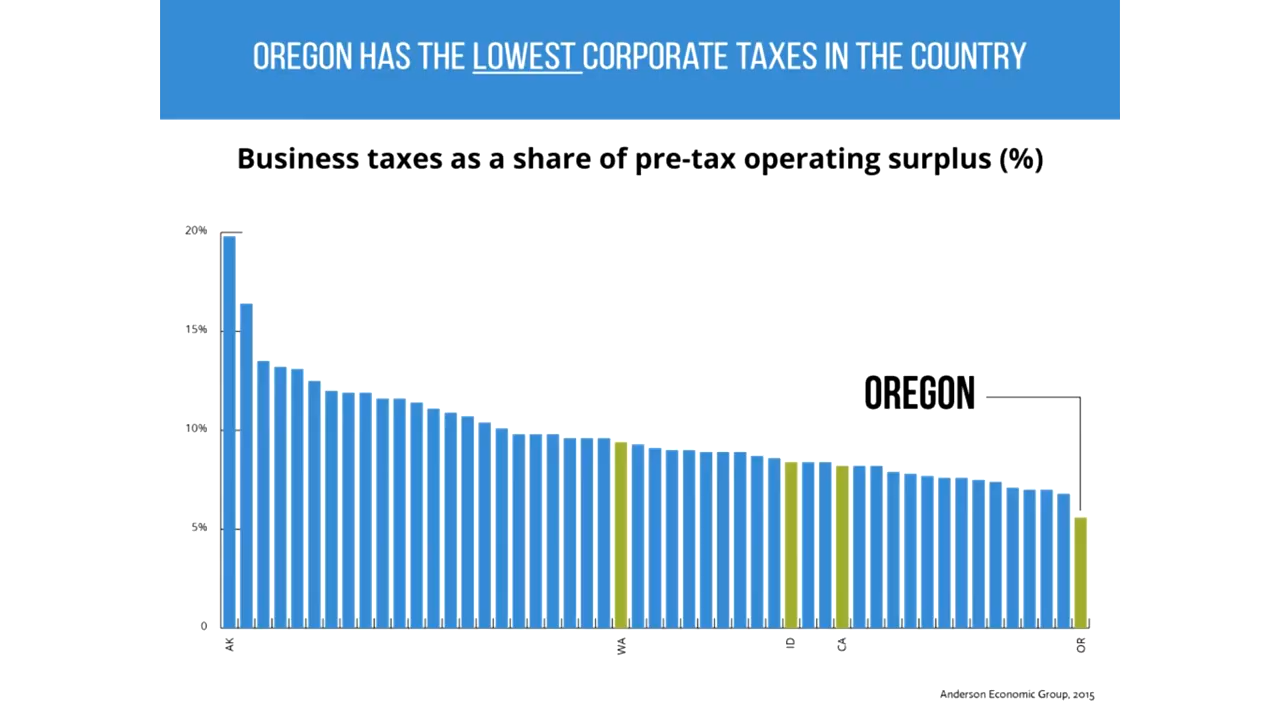 OREGON HAS THE LOWEST CORPORATE TAXES IN THE COUNTRY
Business taxes as a share of pre-tax operating surplus (%)
20%
15%
10%
5%
0
OREGON
AK
WA
ID
CA
OR
Anderson Economic Group, 2015